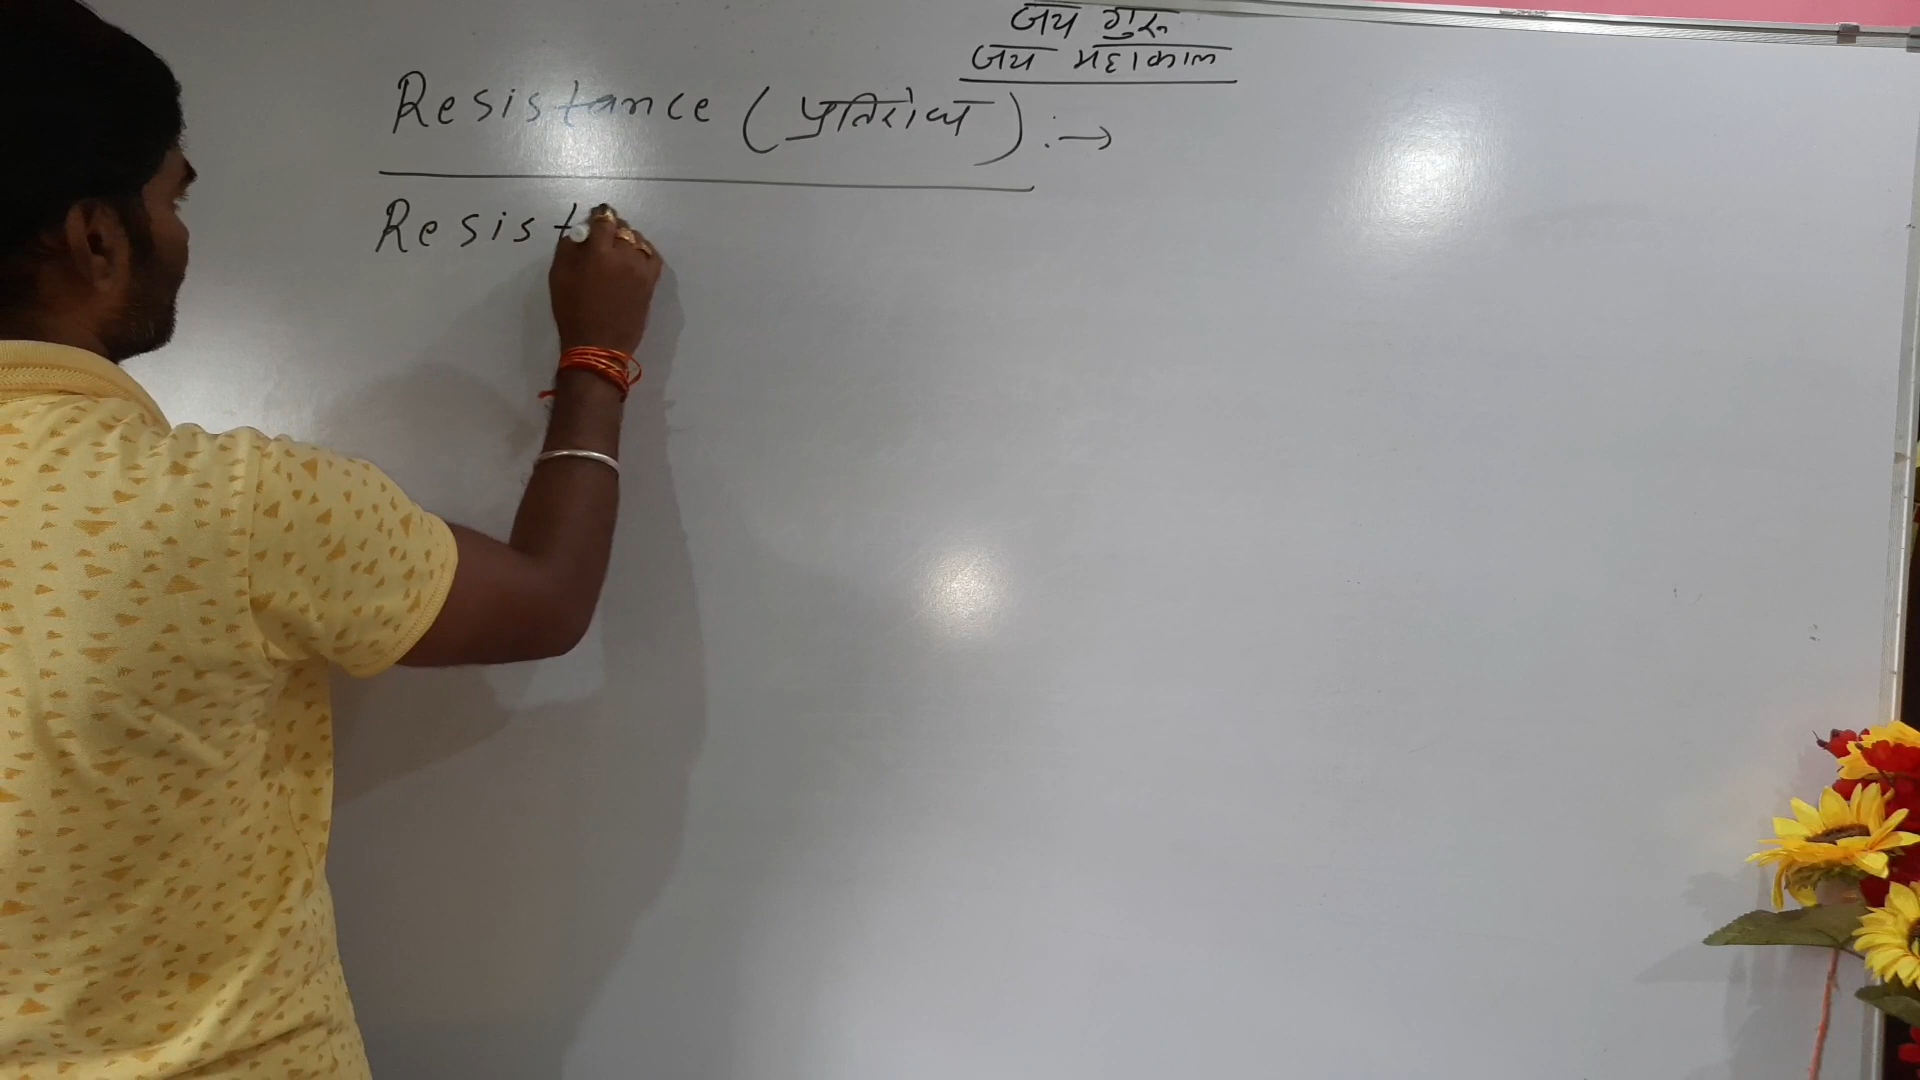 जय गुरू
जय महाकाल
Resistance (प्रतिरोध) :→
Resist